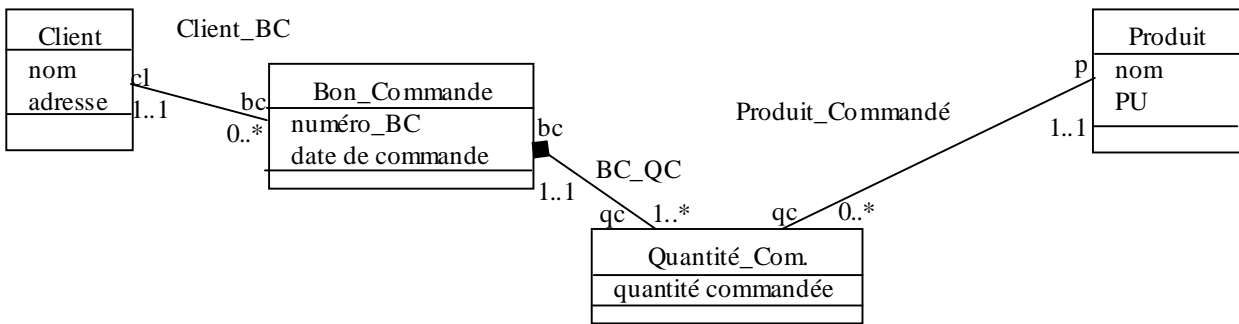 Client
nom
adresse
Client_BC
cl
1..1
bc
0..*
Bon_Commande
numéro_BC
date de commande
bc
1..1
BC_QC
qc
1..*
Quantité_Com.
quantité commandée
qc
0..*
Produit_Commandé
p
1..1
Produit
nom
PU